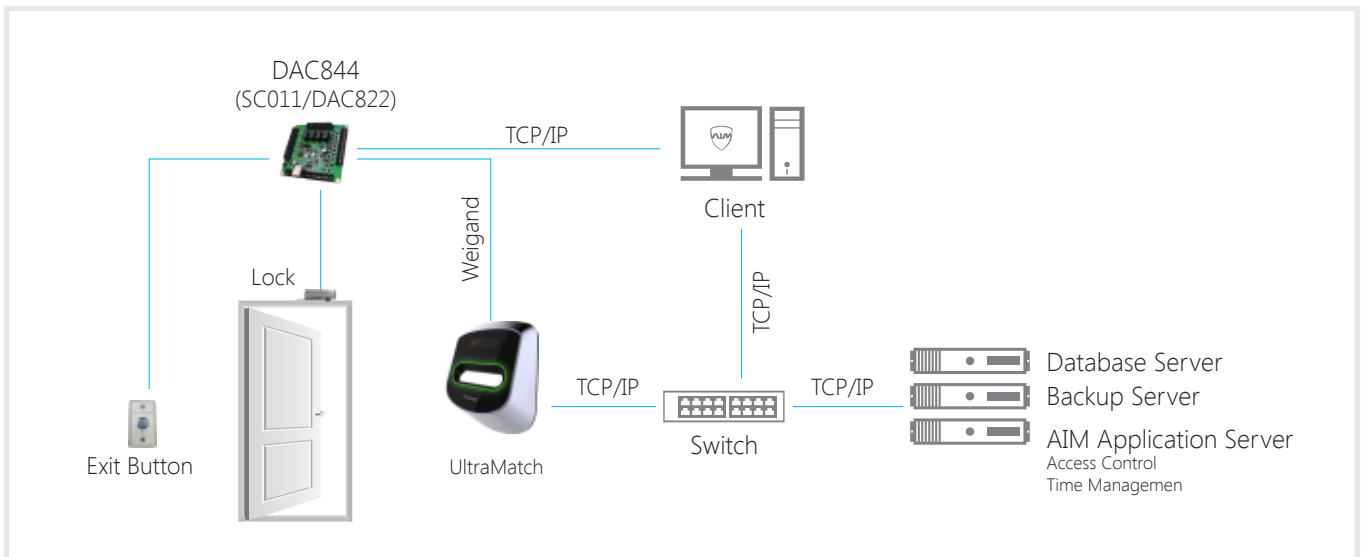 DAC844
(SC011/DAC822)
TCP/IP
AIM
Client
Weigand
Lock
TCP/IP
TCP/IP
TCP/IP
Database Server
Backup Server
AIM Application Server
Access Control
Time Managemen
Switch
UltraMatch
Exit Button